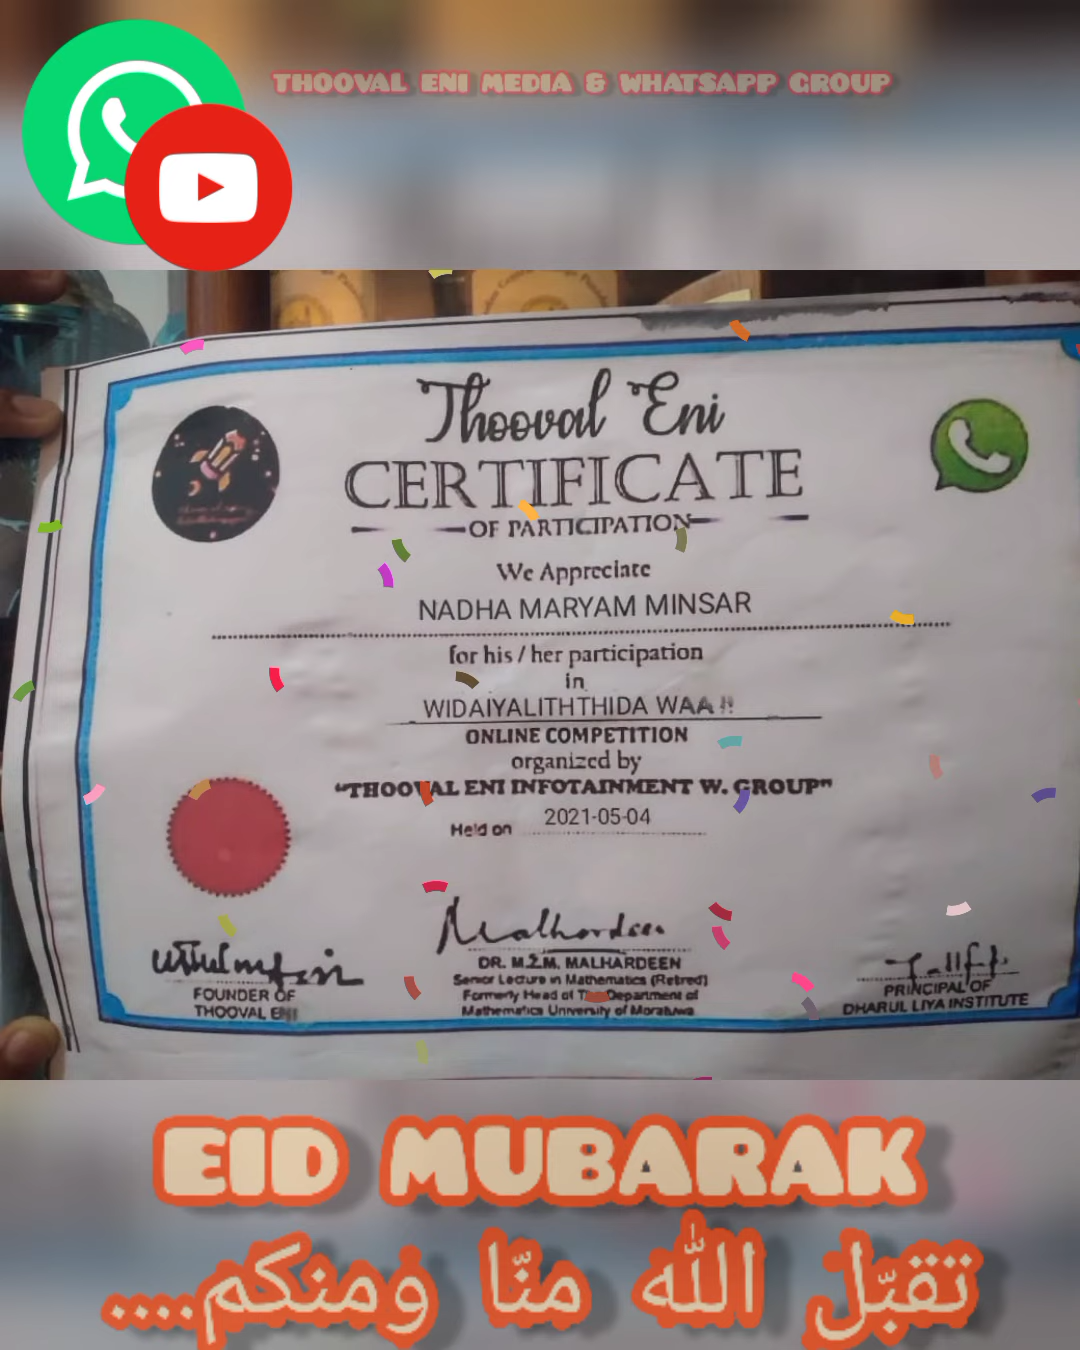 THOOVAL ENI MEDIA & WHATSAPP GROUP
Thooval Eni
CERTIFICATE
OF PARTICIPATION
We Appreciate
NADHA MARYAM MINSAR
for his / her participation
in
WIDAIYALITHTHIDA WAA !!
ONLINE COMPETITION
organized by
"THOOVAL ENI INFOTAINMENT W. GROUP"
Held on 2021-05-04
Malhardeen
FOUNDER OF
THOOVAL ENI
DR. M.Z.M. MALHARDEEN
Senior Lecture in Mathematics (Retired)
Formerly Head of The Department of
Mathematics University of Moratuwa
PRINCIPAL OF
DHARUL LIYA INSTITUTE
EID MUBARAK
تقبّل الله منّا ومنكم....